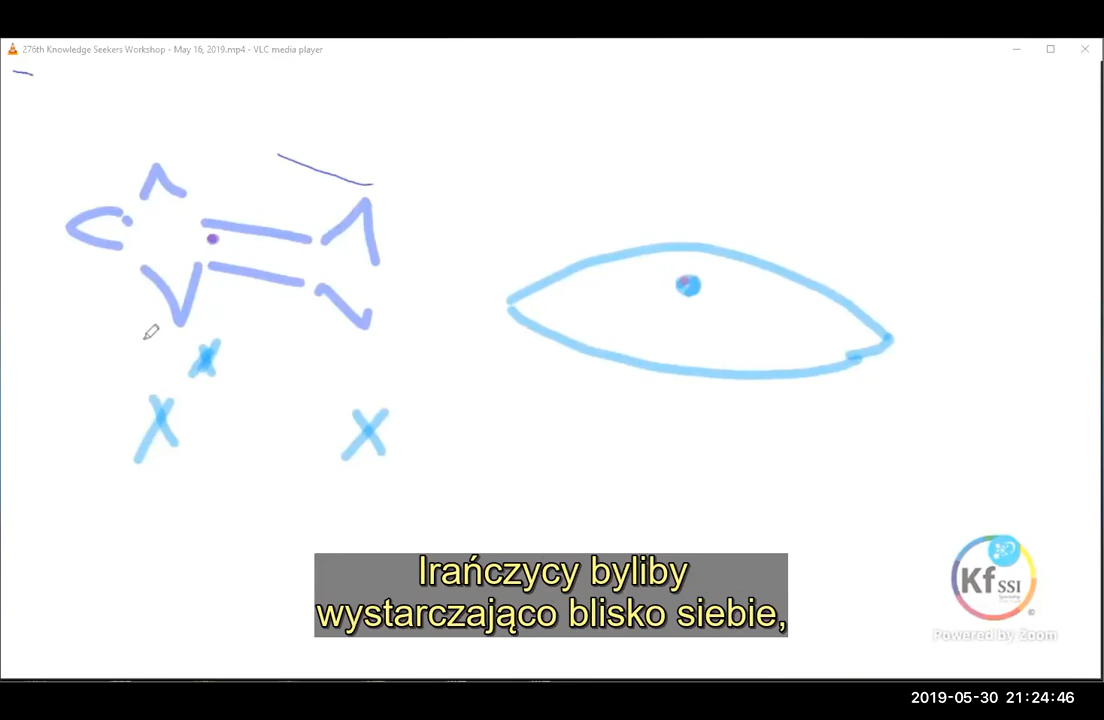 276th Knowledge Seekers Workshop - May 16, 2019.mp4 - VLC media player
X
X
X
Irańczycy byliby
wystarczająco blisko siebie,
Kf SSI
©
Powered by Zoom
2019-05-30 21:24:46